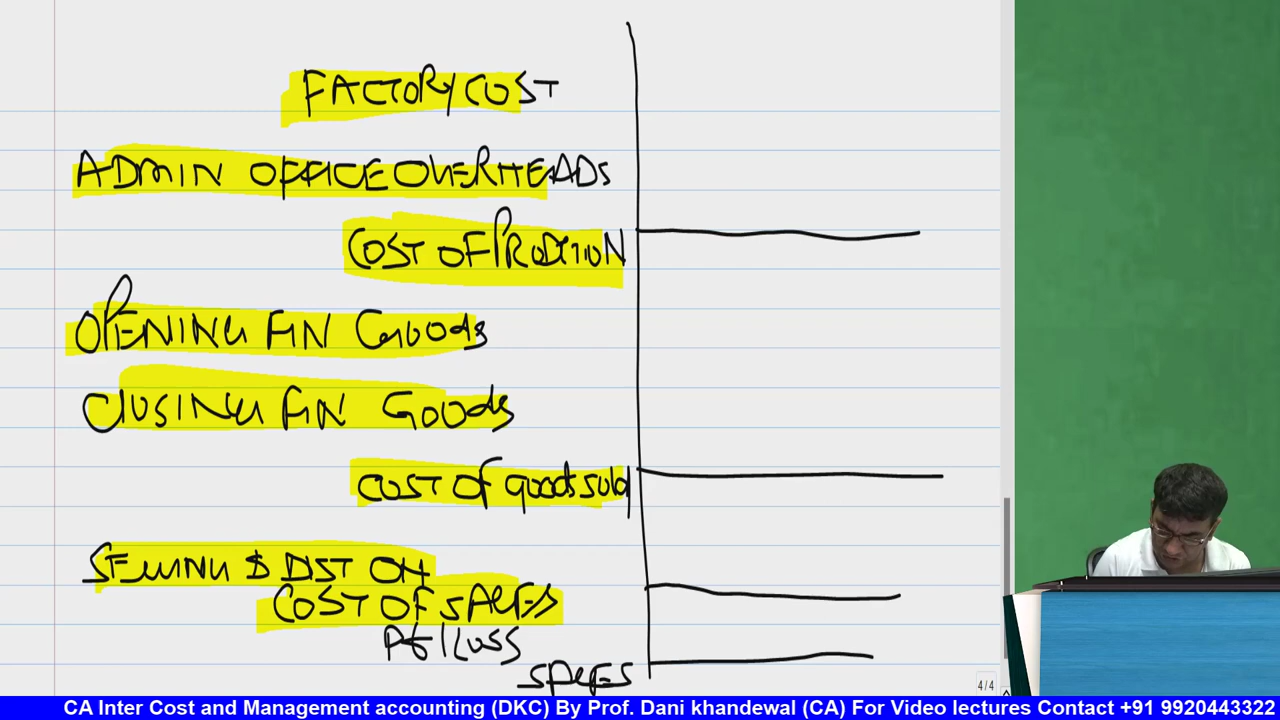 FACTORY COST
ADMIN OFFICE OVERHEADS
COST OF PRODCTION
OPENING FIN GOODS
CLOSING FIN GOODS
COST OF goods sold
SELLING & DIST OH
COST OF SALES
Pft/LOSS
SALES
4/4
CA Inter Cost and Management accounting (DKC) By Prof. Dani khandewal (CA) For Video lectures Contact +91 9920443322